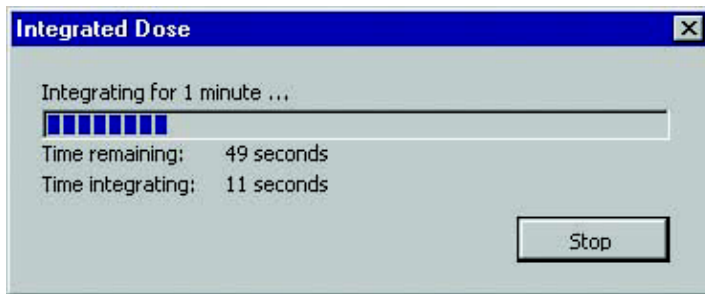 Integrated Dose
Integrating for 1 minute ...
Time remaining: 49 seconds
Time integrating: 11 seconds
Stop